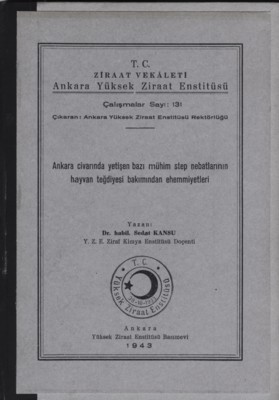 T. C.
ZİRAAT VEKÂLETİ
Ankara Yüksek Ziraat Enstitüsü
Çalışmalar Sayı: 131
Çıkaran: Ankara Yüksek Ziraat Enstitüsü Rektörlüğü
Ankara civarında yetişen bazı mühim step nebatlarının
hayvan teğdiyesi bakımından ehemmiyetleri
Yazan:
Dr. habil. Sedat KANSU
Y. Z. E. Ziraî Kimya Enstitüsü Doçenti
T. C.
Yüksek Ziraat Enstitüsü
Ankara
Yüksek Ziraat Enstitüsü Basımevi
1943